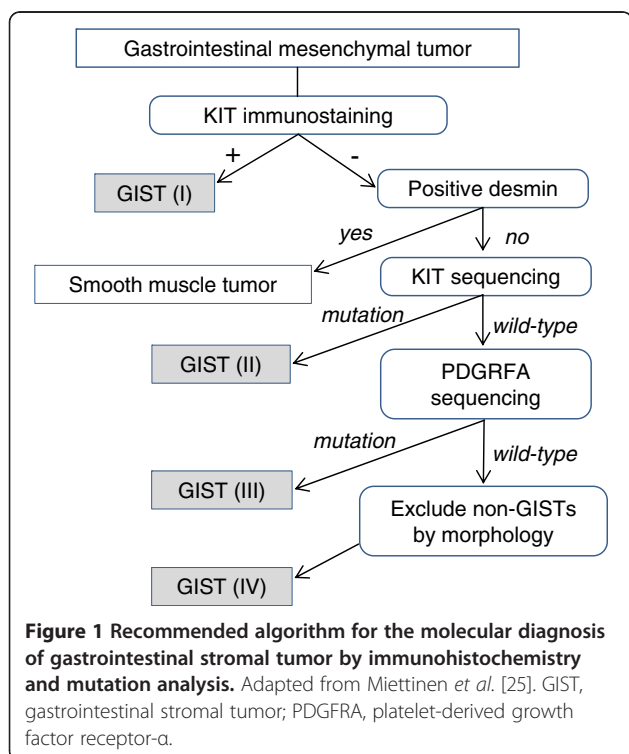 Gastrointestinal mesenchymal tumor
KIT immunostaining
+
-
GIST (I)
Positive desmin
yes
no
Smooth muscle tumor
KIT sequencing
mutation
wild-type
GIST (II)
PDGRFA
sequencing
mutation
wild-type
GIST (III)
Exclude non-GISTs
by morphology
GIST (IV)
Figure 1 Recommended algorithm for the molecular diagnosis
of gastrointestinal stromal tumor by immunohistochemistry
and mutation analysis. Adapted from Miettinen et al. [25]. GIST,
gastrointestinal stromal tumor; PDGFRA, platelet-derived growth
factor receptor-α.